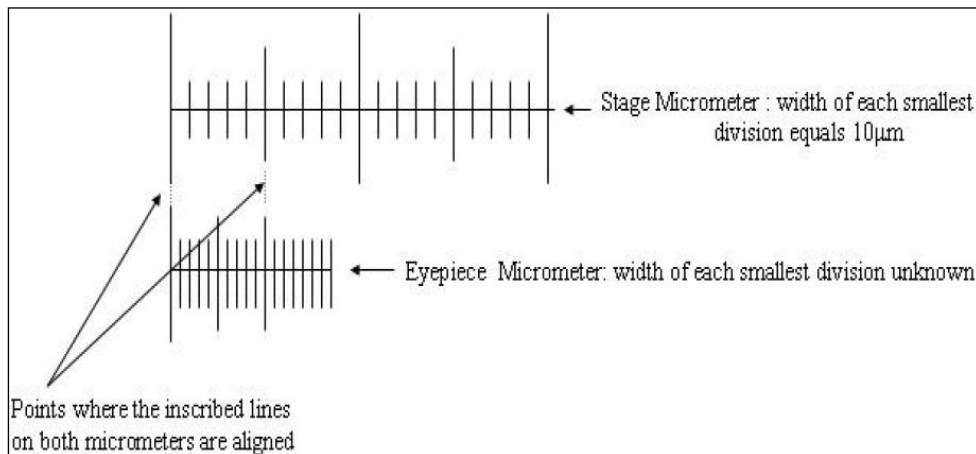 Stage Micrometer : width of each smallest
division equals 10µm
Eyepiece Micrometer: width of each smallest division unknown
Points where the inscribed lines
on both micrometers are aligned